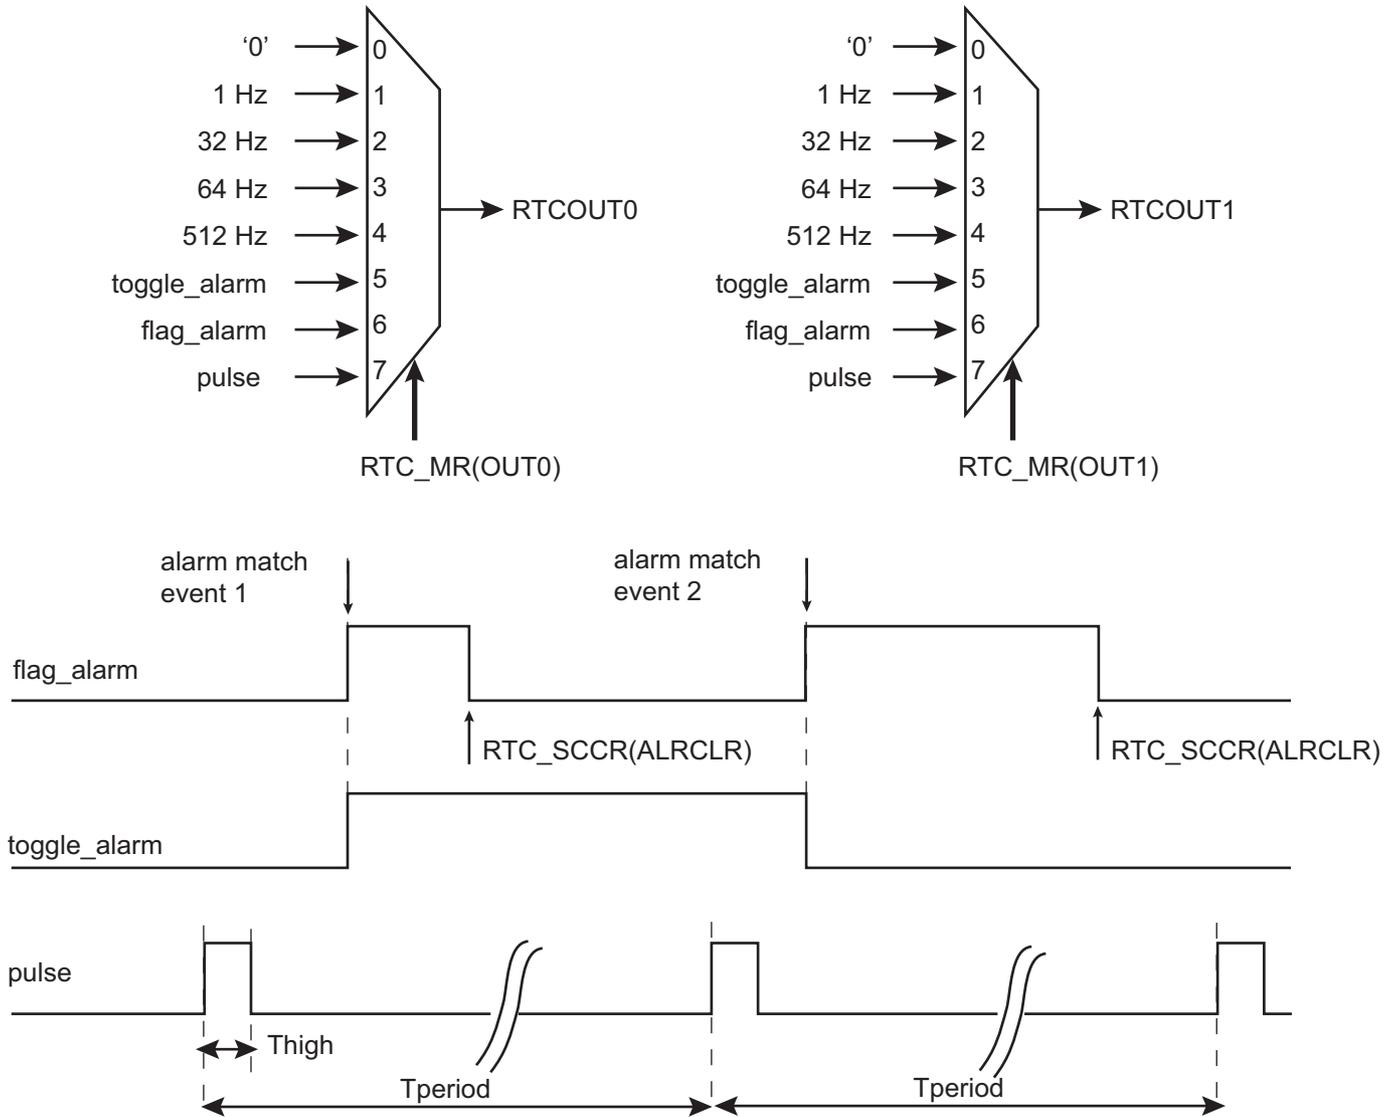 ‘0’
0
1 Hz
1
32 Hz
2
64 Hz
3
RTCOUT0
512 Hz
4
toggle_alarm
5
flag_alarm
6
pulse
7
RTC_MR(OUT0)
‘0’
0
1 Hz
1
32 Hz
2
64 Hz
3
RTCOUT1
512 Hz
4
toggle_alarm
5
flag_alarm
6
pulse
7
RTC_MR(OUT1)
alarm match
event 1
alarm match
event 2
flag_alarm
RTC_SCCR(ALRCLR)
RTC_SCCR(ALRCLR)
toggle_alarm
pulse
Thigh
Tperiod
Tperiod